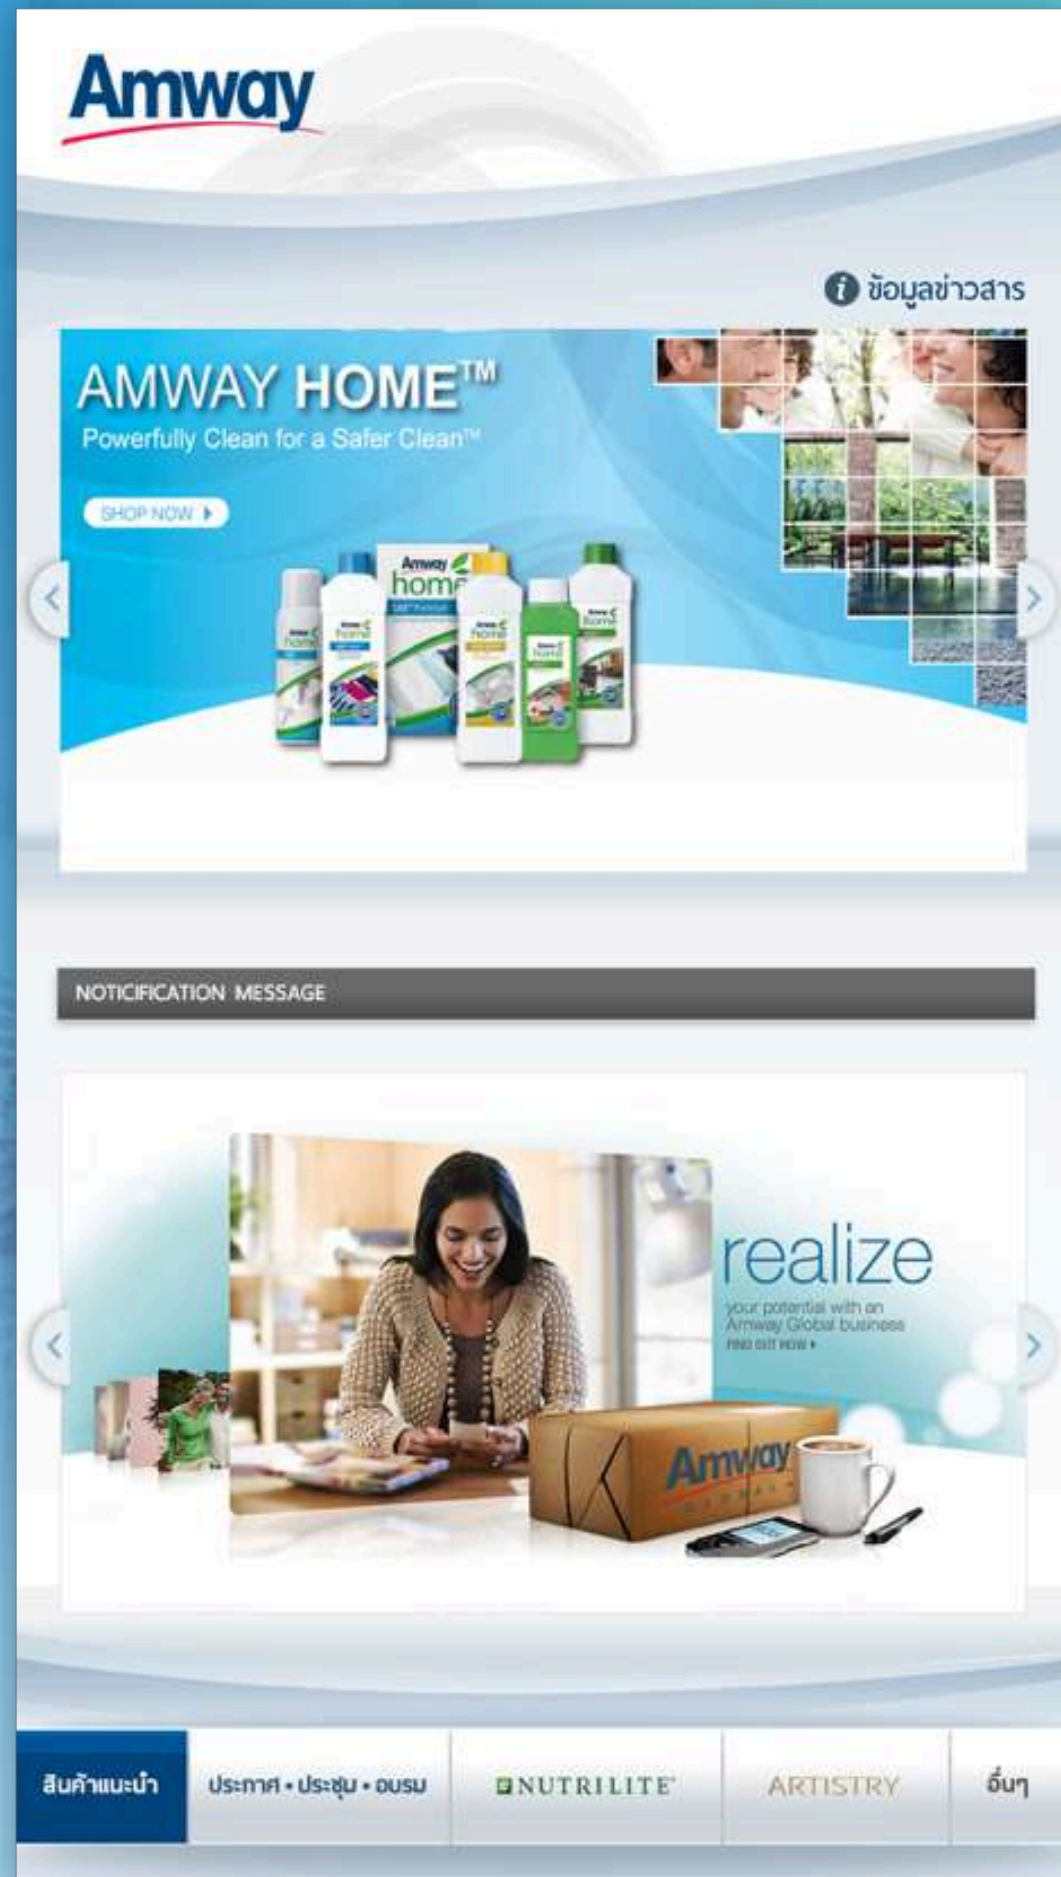 Amway
ข้อมูลข่าวสาร
AMWAY HOME™
Powerfully Clean for a Safer Clean™
SHOP NOW
Amway
home
NOTICIFICATION MESSAGE
realize
your potential with an
Amway Global business
FIND OUT NOW
Amway
GLOBAL
สินค้าแนะนำ
ประกาศ • ประชุม • อบรม
NUTRILITE
ARTISTRY
อื่นๆ